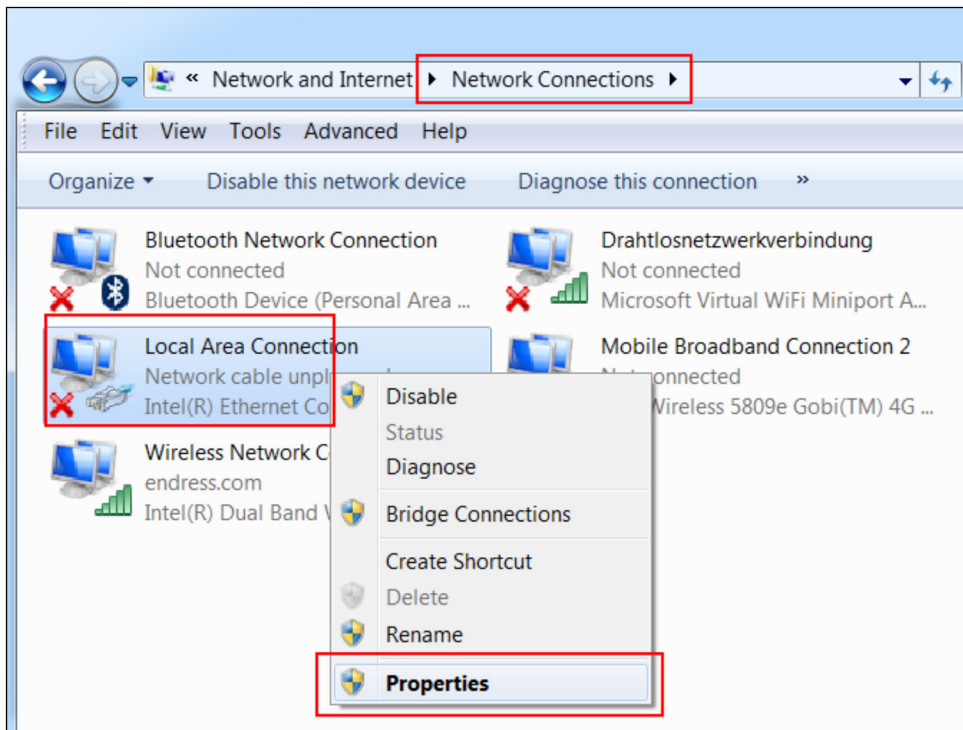 « Network and Internet ▸ Network Connections ▸
File Edit View Tools Advanced Help
Organize Disable this network device Diagnose this connection »
Bluetooth Network Connection
Not connected
Bluetooth Device (Personal Area ...
Drahtlosnetzwerkverbindung
Not connected
Microsoft Virtual WiFi Miniport A...
Local Area Connection
Network cable
Intel(R) Ethernet
Mobile Broadband Connection 2
Wireless 5809e Gobi(TM) 4G ...
Wireless Network
endress.com
Intel(R) Dual Band
Disable
Status
Diagnose
Bridge Connections
Create Shortcut
Delete
Rename
Properties